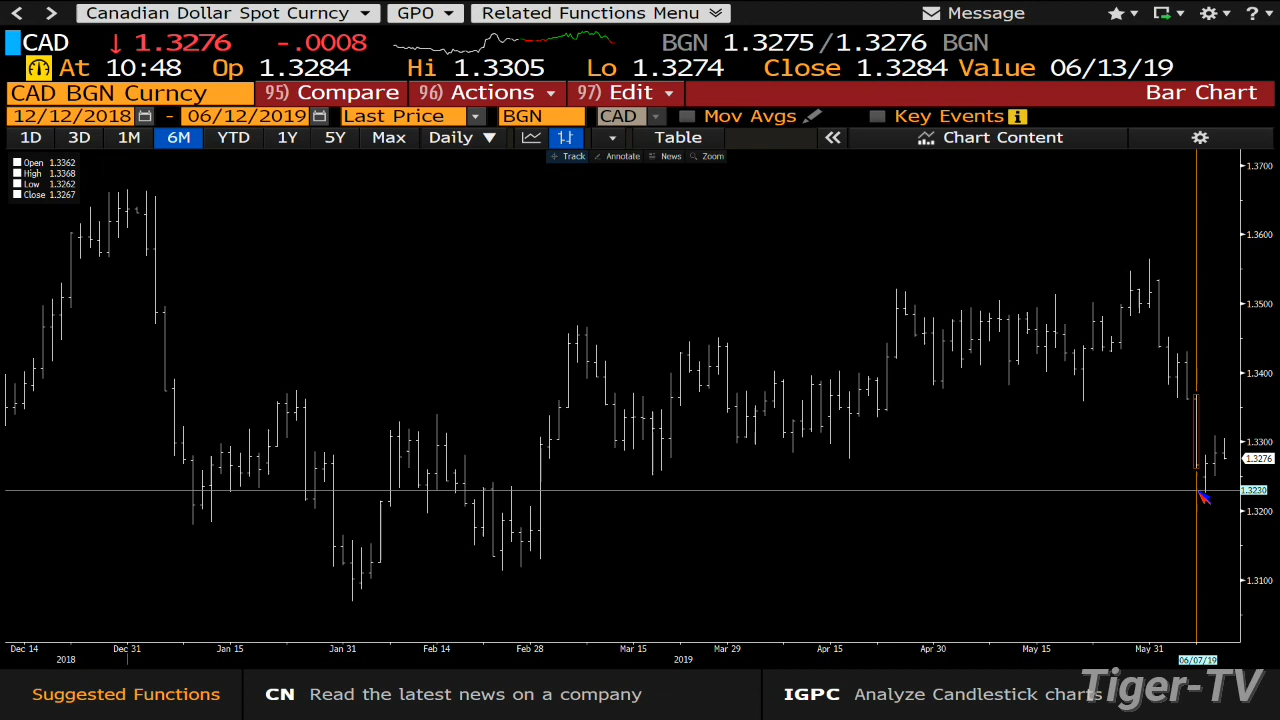 Canadian Dollar Spot Curncy GPO Related Functions Menu Message ?
CAD ↓ 1.3276 -.0008 BGN 1.3275/1.3276 BGN
At 10:48 Op 1.3284 Hi 1.3305 Lo 1.3274 Close 1.3284 Value 06/13/19
CAD BGN Curncy 95) Compare 96) Actions 97) Edit Bar Chart
12/12/2018 - 06/12/2019 Last Price BGN CAD Mov Avgs Key Events
1D 3D 1M 6M YTD 1Y 5Y Max Daily ▼ Table « Chart Content
Track Annotate News Zoom
Open 1.3362
High 1.3368
Low 1.3262
Close 1.3267
1.3700
1.3600
1.3500
1.3400
1.3300
1.3276
1.3230
1.3200
1.3100
Dec 14 Dec 31 Jan 15 Jan 31 Feb 14 Feb 28 Mar 15 Mar 29 Apr 15 Apr 30 May 15 May 31
2018 2019 06/07/19
Suggested Functions CN Read the latest news on a company IGPC Analyze Candlestick charts
Tiger-TV